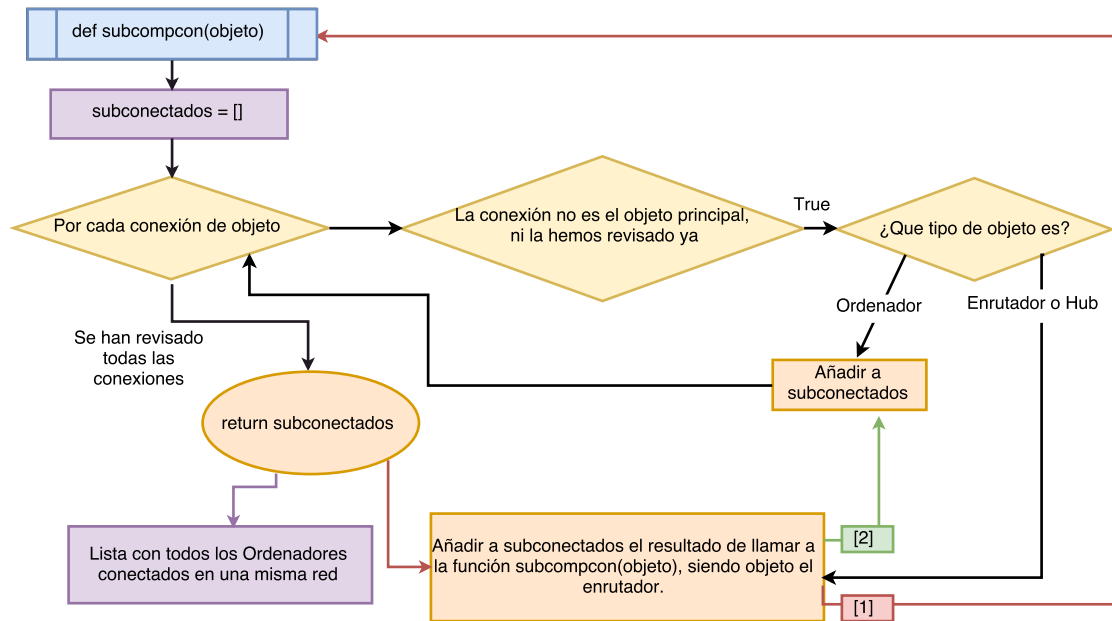 def subcompcon(objeto)
subconectados = []
Por cada conexión de objeto
La conexión no es el objeto principal,
ni la hemos revisado ya
True
¿Que tipo de objeto es?
Ordenador
Enrutador o Hub
Se han revisado
todas las
conexiones
Añadir a
subconectados
return subconectados
Lista con todos los Ordenadores
conectados en una misma red
Añadir a subconectados el resultado de llamar a
la función subcompcon(objeto), siendo objeto el
enrutador.
[2]
[1]